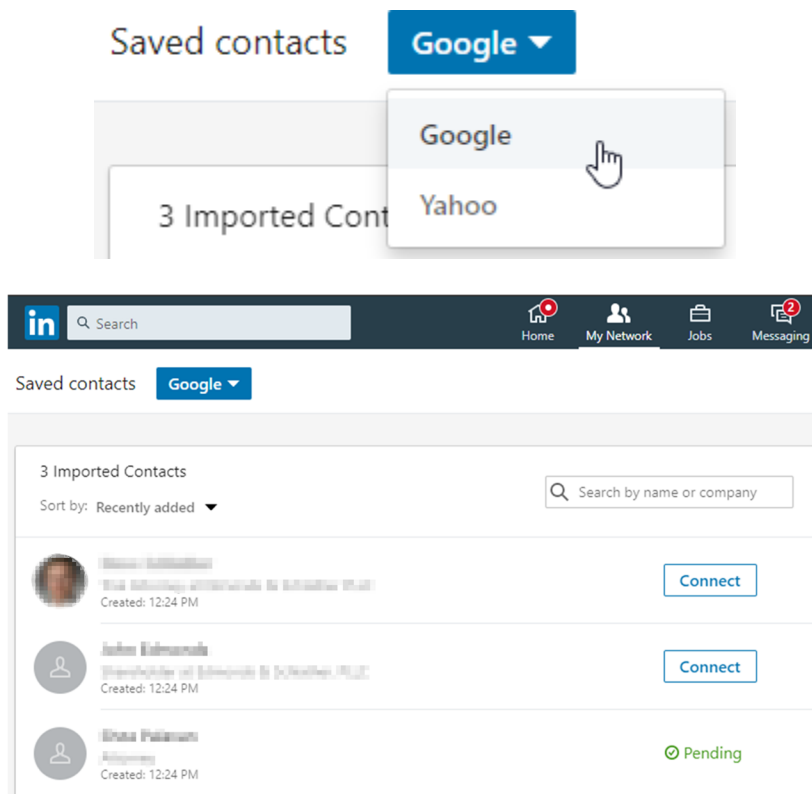 Saved contacts Google
Google
Yahoo
3 Imported Cont
in Search Home My Network Jobs 2 Messaging
Saved contacts Google
3 Imported Contacts
Sort by: Recently added
Search by name or company
Created: 12:24 PM
Connect
Created: 12:24 PM
Connect
Created: 12:24 PM
Pending